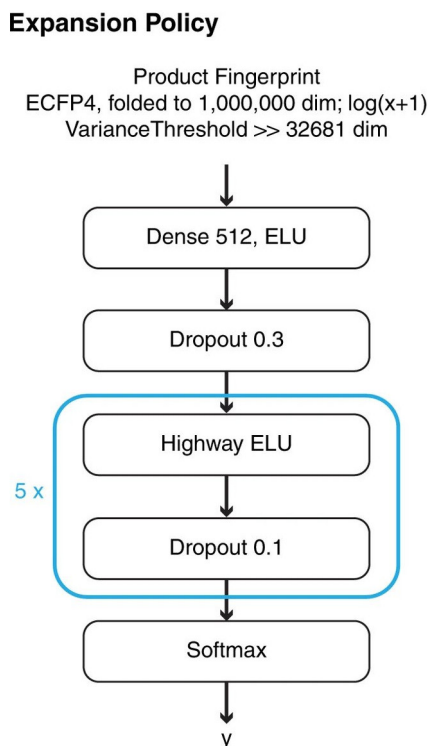 Expansion Policy
Product Fingerprint
ECFP4, folded to 1,000,000 dim; log(x+1)
VarianceThreshold >> 32681 dim
Dense 512, ELU
Dropout 0.3
Highway ELU
5 x
Dropout 0.1
Softmax
y